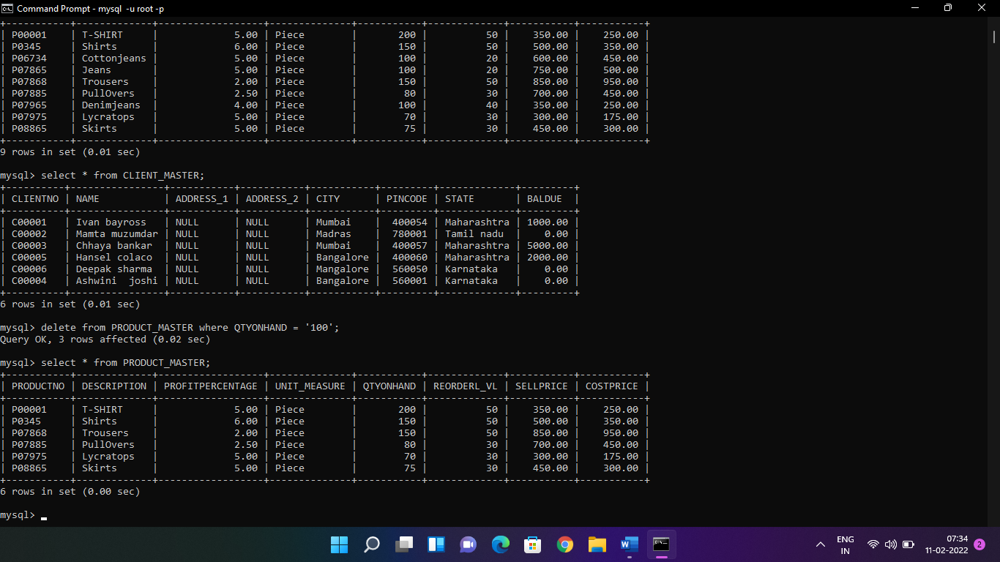 Command Prompt - mysql -u root -p
+-----------+-------------+------------------+--------------+-----------+-------------+-----------+-----------+
| P00001    | T-SHIRT     |             5.00 | Piece        |       200 |          50 |    350.00 |    250.00 |
| P0345     | Shirts      |             6.00 | Piece        |       150 |          50 |    500.00 |    350.00 |
| P06734    | Cottonjeans |             5.00 | Piece        |       100 |          20 |    600.00 |    450.00 |
| P07865    | Jeans       |             5.00 | Piece        |       100 |          20 |    750.00 |    500.00 |
| P07868    | Trousers    |             2.00 | Piece        |       150 |          50 |    850.00 |    950.00 |
| P07885    | PullOvers   |             2.50 | Piece        |        80 |          30 |    700.00 |    450.00 |
| P07965    | Denimjeans  |             4.00 | Piece        |       100 |          40 |    350.00 |    250.00 |
| P07975    | Lycratops   |             5.00 | Piece        |        70 |          30 |    300.00 |    175.00 |
| P08865    | Skirts      |             5.00 | Piece        |        75 |          30 |    450.00 |    300.00 |
+-----------+-------------+------------------+--------------+-----------+-------------+-----------+-----------+
9 rows in set (0.01 sec)
mysql> select * from CLIENT_MASTER;
+----------+----------------+-----------+-----------+-----------+---------+-------------+---------+
| CLIENTNO | NAME           | ADDRESS_1 | ADDRESS_2 | CITY      | PINCODE | STATE       | BALDUE  |
+----------+----------------+-----------+-----------+-----------+---------+-------------+---------+
| C00001   | Ivan bayross   | NULL      | NULL      | Mumbai    |  400054 | Maharashtra | 1000.00 |
| C00002   | Mamta muzumdar | NULL      | NULL      | Madras    |  780001 | Tamil nadu  |    0.00 |
| C00003   | Chhaya bankar  | NULL      | NULL      | Mumbai    |  400057 | Maharashtra | 5000.00 |
| C00005   | Hansel colaco  | NULL      | NULL      | Bangalore |  400060 | Maharashtra | 2000.00 |
| C00006   | Deepak sharma  | NULL      | NULL      | Mangalore |  560050 | Karnataka   |    0.00 |
| C00004   | Ashwini  joshi | NULL      | NULL      | Bangalore |  560001 | Karnataka   |    0.00 |
+----------+----------------+-----------+-----------+-----------+---------+-------------+---------+
6 rows in set (0.01 sec)
mysql> delete from PRODUCT_MASTER where QTYONHAND = '100';
Query OK, 3 rows affected (0.02 sec)
mysql> select * from PRODUCT_MASTER;
+-----------+-------------+------------------+--------------+-----------+-------------+-----------+-----------+
| PRODUCTNO | DESCRIPTION | PROFITPERCENTAGE | UNIT_MEASURE | QTYONHAND | REORDERL_VL | SELLPRICE | COSTPRICE |
+-----------+-------------+------------------+--------------+-----------+-------------+-----------+-----------+
| P00001    | T-SHIRT     |             5.00 | Piece        |       200 |          50 |    350.00 |    250.00 |
| P0345     | Shirts      |             6.00 | Piece        |       150 |          50 |    500.00 |    350.00 |
| P07868    | Trousers    |             2.00 | Piece        |       150 |          50 |    850.00 |    950.00 |
| P07885    | PullOvers   |             2.50 | Piece        |        80 |          30 |    700.00 |    450.00 |
| P07975    | Lycratops   |             5.00 | Piece        |        70 |          30 |    300.00 |    175.00 |
| P08865    | Skirts      |             5.00 | Piece        |        75 |          30 |    450.00 |    300.00 |
+-----------+-------------+------------------+--------------+-----------+-------------+-----------+-----------+
6 rows in set (0.00 sec)
mysql> _
ENG
IN
07:34
11-02-2022
2